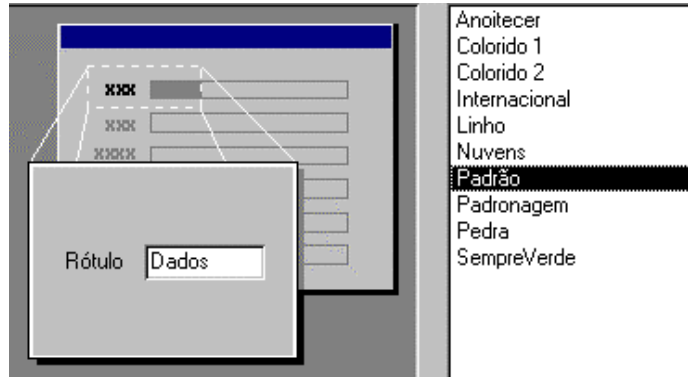 xxx
xxx
xxxx
Rótulo Dados
Anoitecer
Colorido 1
Colorido 2
Internacional
Linho
Nuvens
Padrão
Padronagem
Pedra
SempreVerde